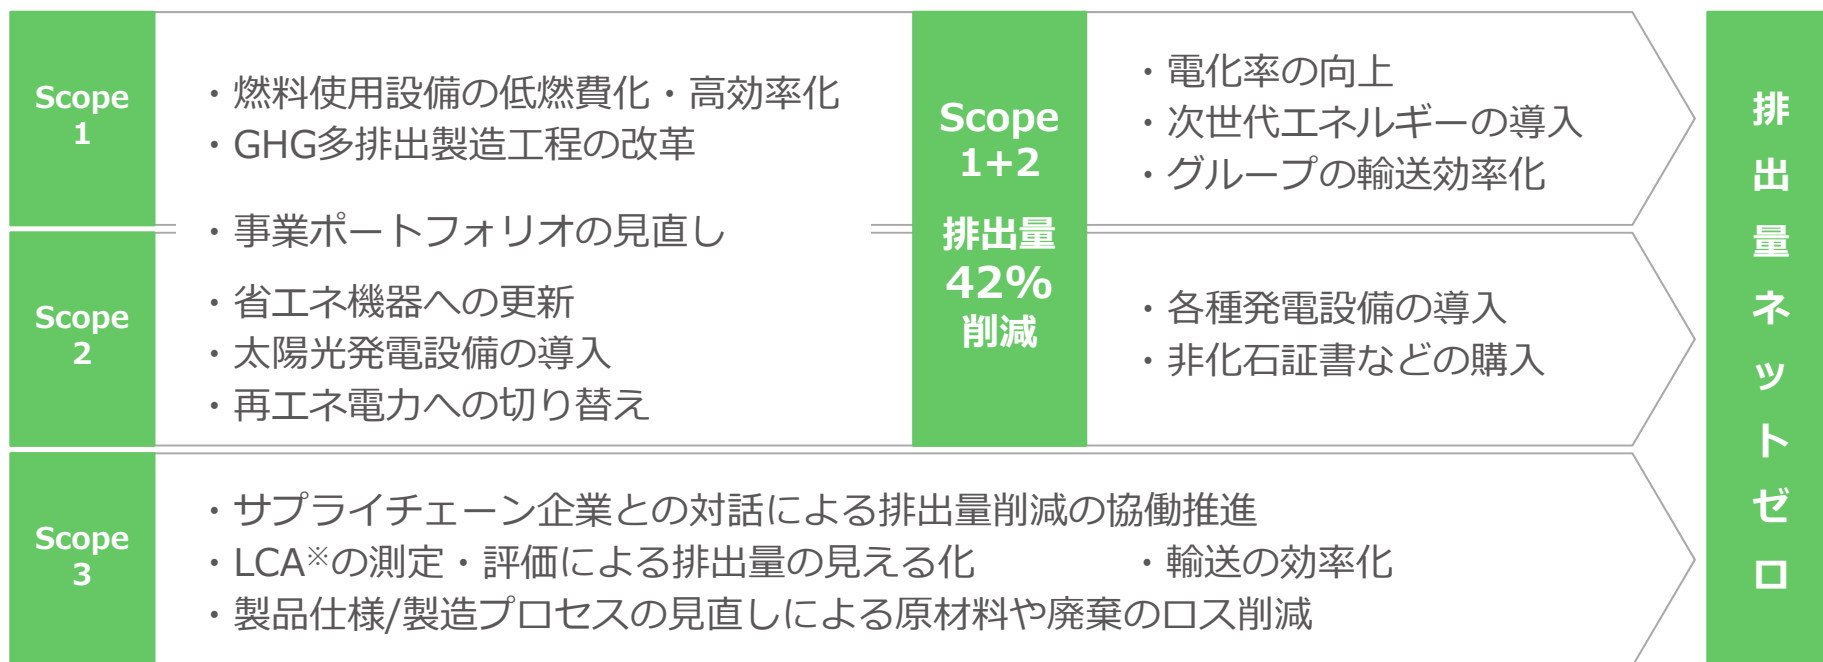 Scope
1
・燃料使用設備の低燃費化・高効率化
・GHG多排出製造工程の改革
・事業ポートフォリオの見直し
Scope
2
・省エネ機器への更新
・太陽光発電設備の導入
・再エネ電力への切り替え
Scope
1+2
排出量
42%
削減
・電化率の向上
・次世代エネルギーの導入
・グループの輸送効率化
・各種発電設備の導入
・非化石証書などの購入
Scope
3
・サプライチェーン企業との対話による排出量削減の協働推進
・LCA※の測定・評価による排出量の見える化 ・輸送の効率化
・製品仕様/製造プロセスの見直しによる原材料や廃棄のロス削減
排出量ネットゼロ